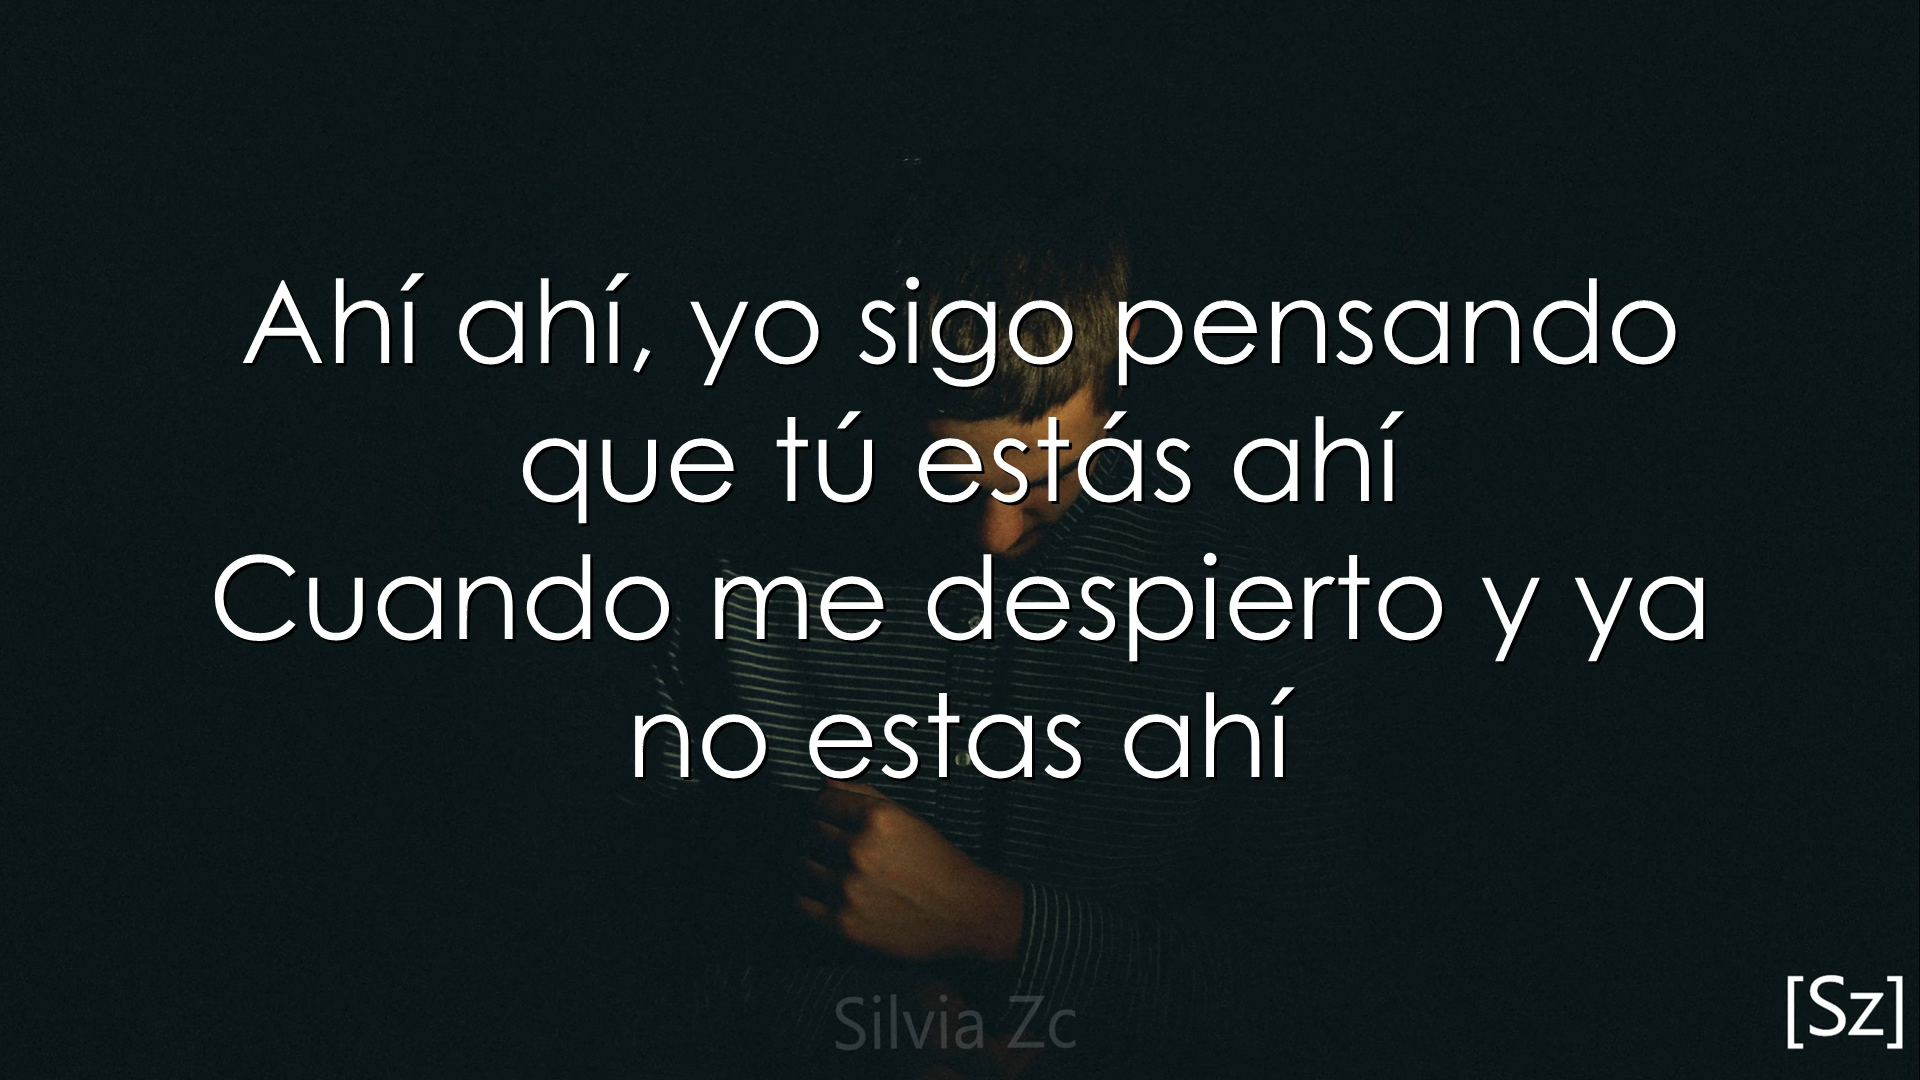 Ahí ahí, yo sigo pensando
que tú estás ahí
Cuando me despierto y ya
no estas ahí
Silvia Zc
[Sz]